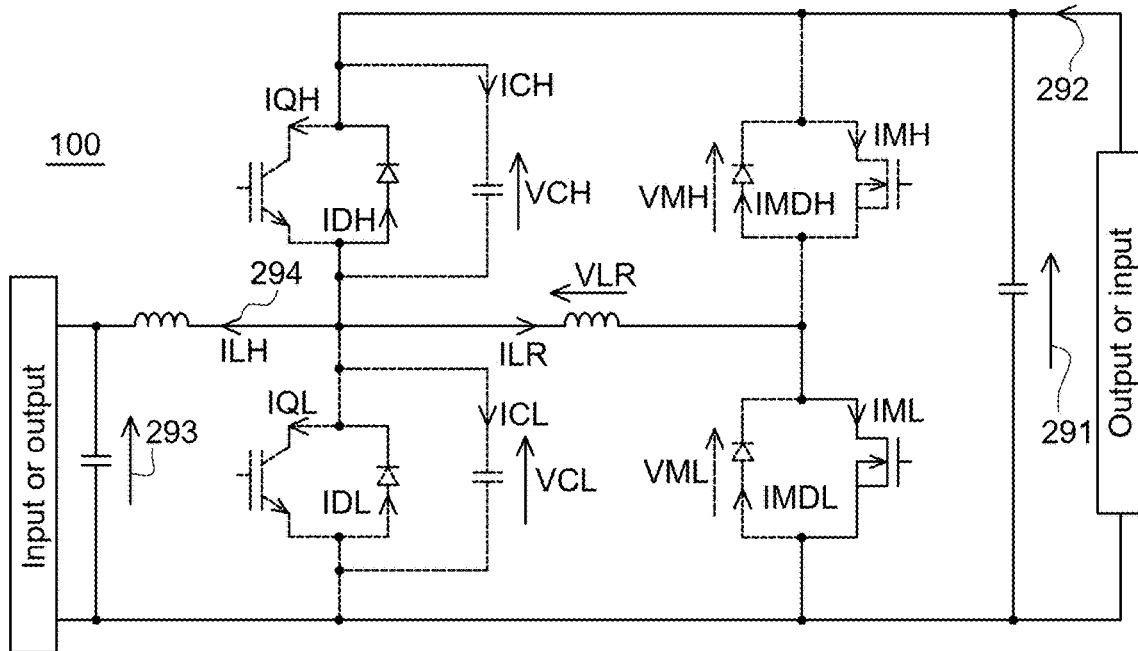 292
ICH
IQH
IMH
100
VCH
VMH
IMDH
IDH
294
VLR
Input or output
ILH
ILR
Output or input
291
ICL
IQL
IML
293
VCL
VML
IDL
IMDL